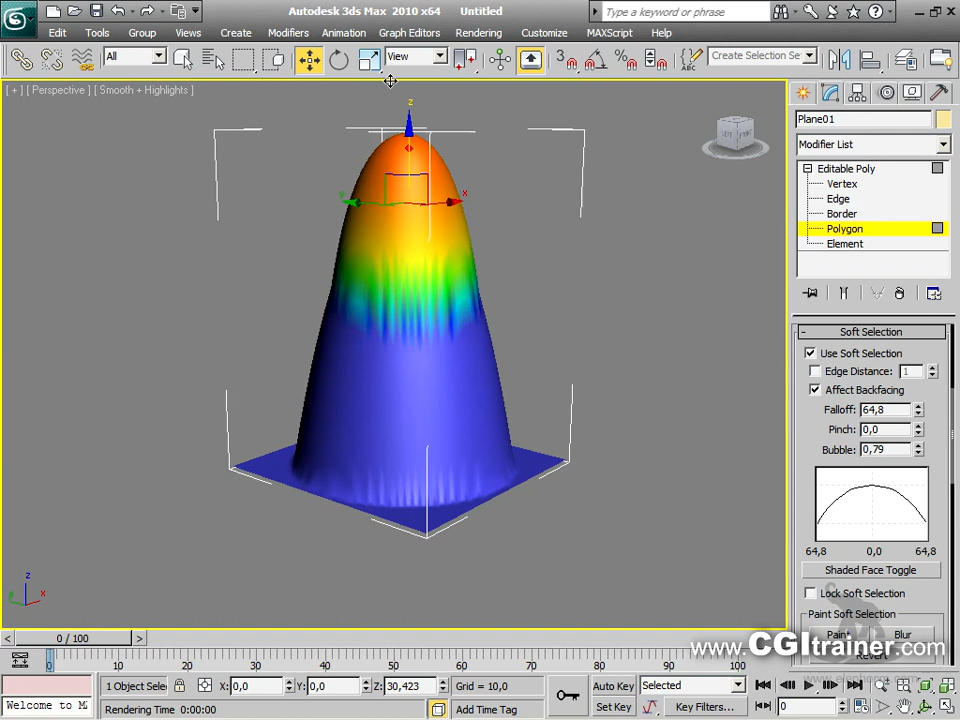 Autodesk 3ds Max 2010 x64 Untitled
Type a keyword or phrase
Edit Tools Group Views Create Modifiers Animation Graph Editors Rendering Customize MAXScript Help
All View 3 Create Selection Se
[ + ] [ Perspective ] [ Smooth + Highlights ]
z
y
x
Plane01
Modifier List
Editable Poly
Vertex
Edge
Border
Polygon
Element
Soft Selection
Use Soft Selection
Edge Distance: 1
Affect Backfacing
Falloff: 64,8
Pinch: 0,0
Bubble: 0,79
64,8 0,0 64,8
Shaded Face Toggle
Lock Soft Selection
Paint Soft Selection
Paint Blur
Revert
z
x
www.CGItrainer.com
< 0 / 100 >
0 10 20 30 40 50 60 70 80 90 100
1 Object Selec X: 0,0 Y: 0,0 Z: 30,423 Grid = 10,0 Auto Key Selected
Welcome to M
Rendering Time 0:00:00 Add Time Tag Set Key Key Filters... 0